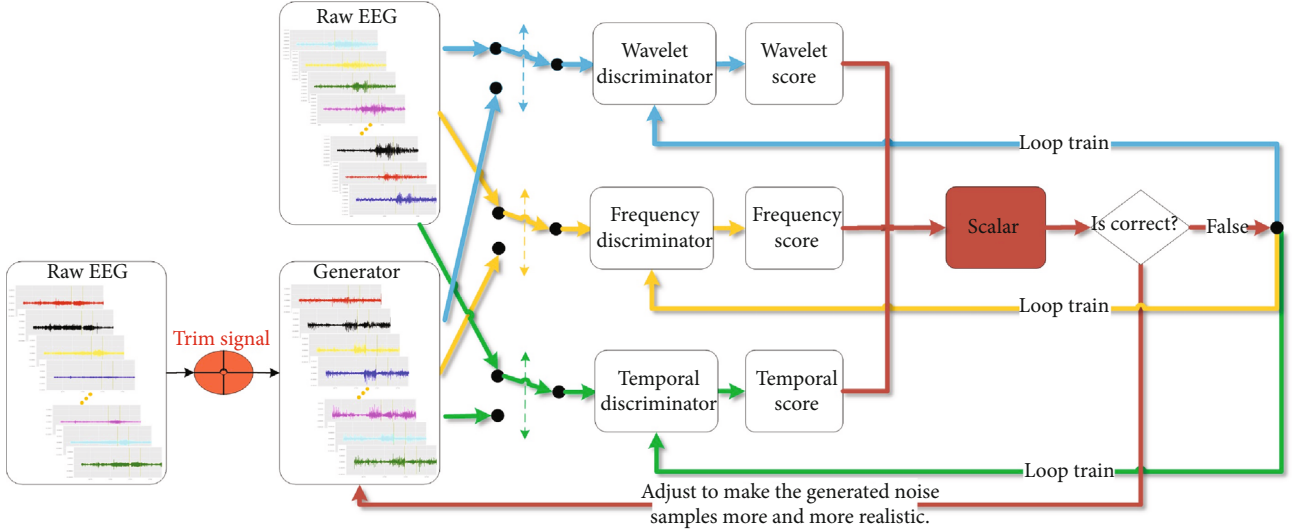 Raw EEG
Wavelet
discriminator
Wavelet
score
Loop train
Frequency
discriminator
Frequency
score
Scalar
Is correct?
False
Raw EEG
Trim signal
Generator
Loop train
Temporal
discriminator
Temporal
score
Loop train
Adjust to make the generated noise
samples more and more realistic.